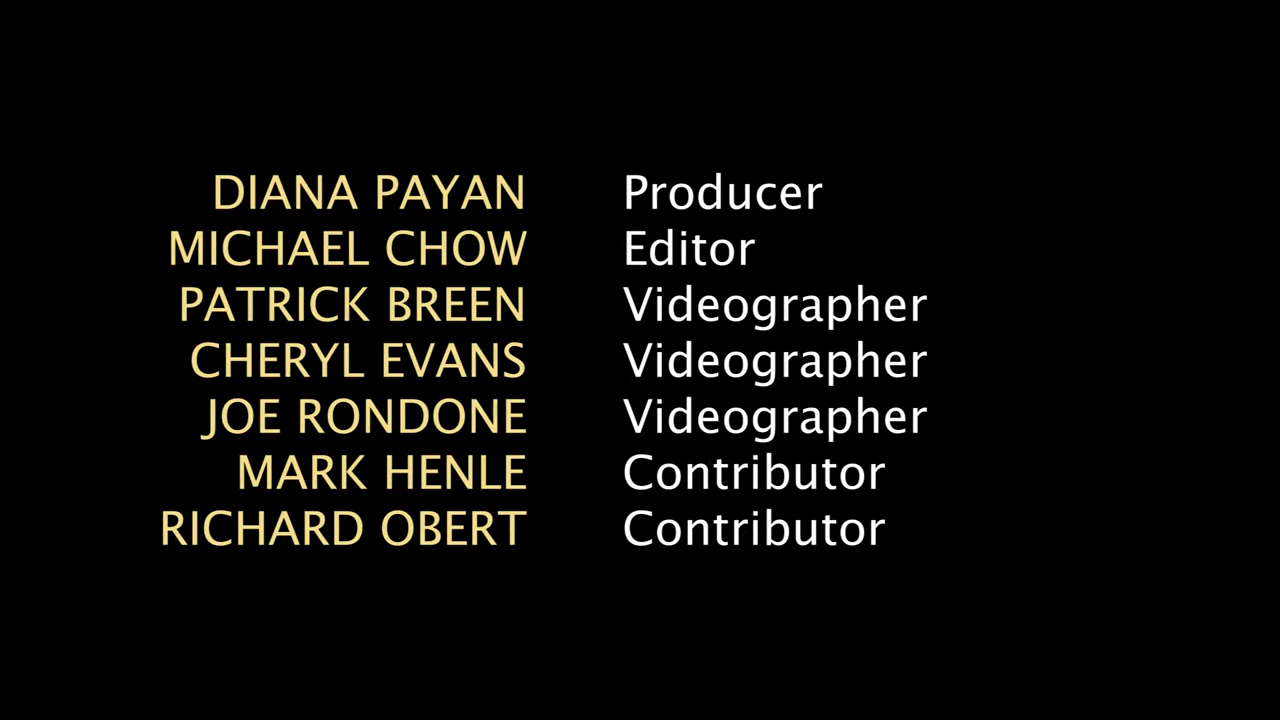 DIANA PAYAN Producer
MICHAEL CHOW Editor
PATRICK BREEN Videographer
CHERYL EVANS Videographer
JOE RONDONE Videographer
MARK HENLE Contributor
RICHARD OBERT Contributor